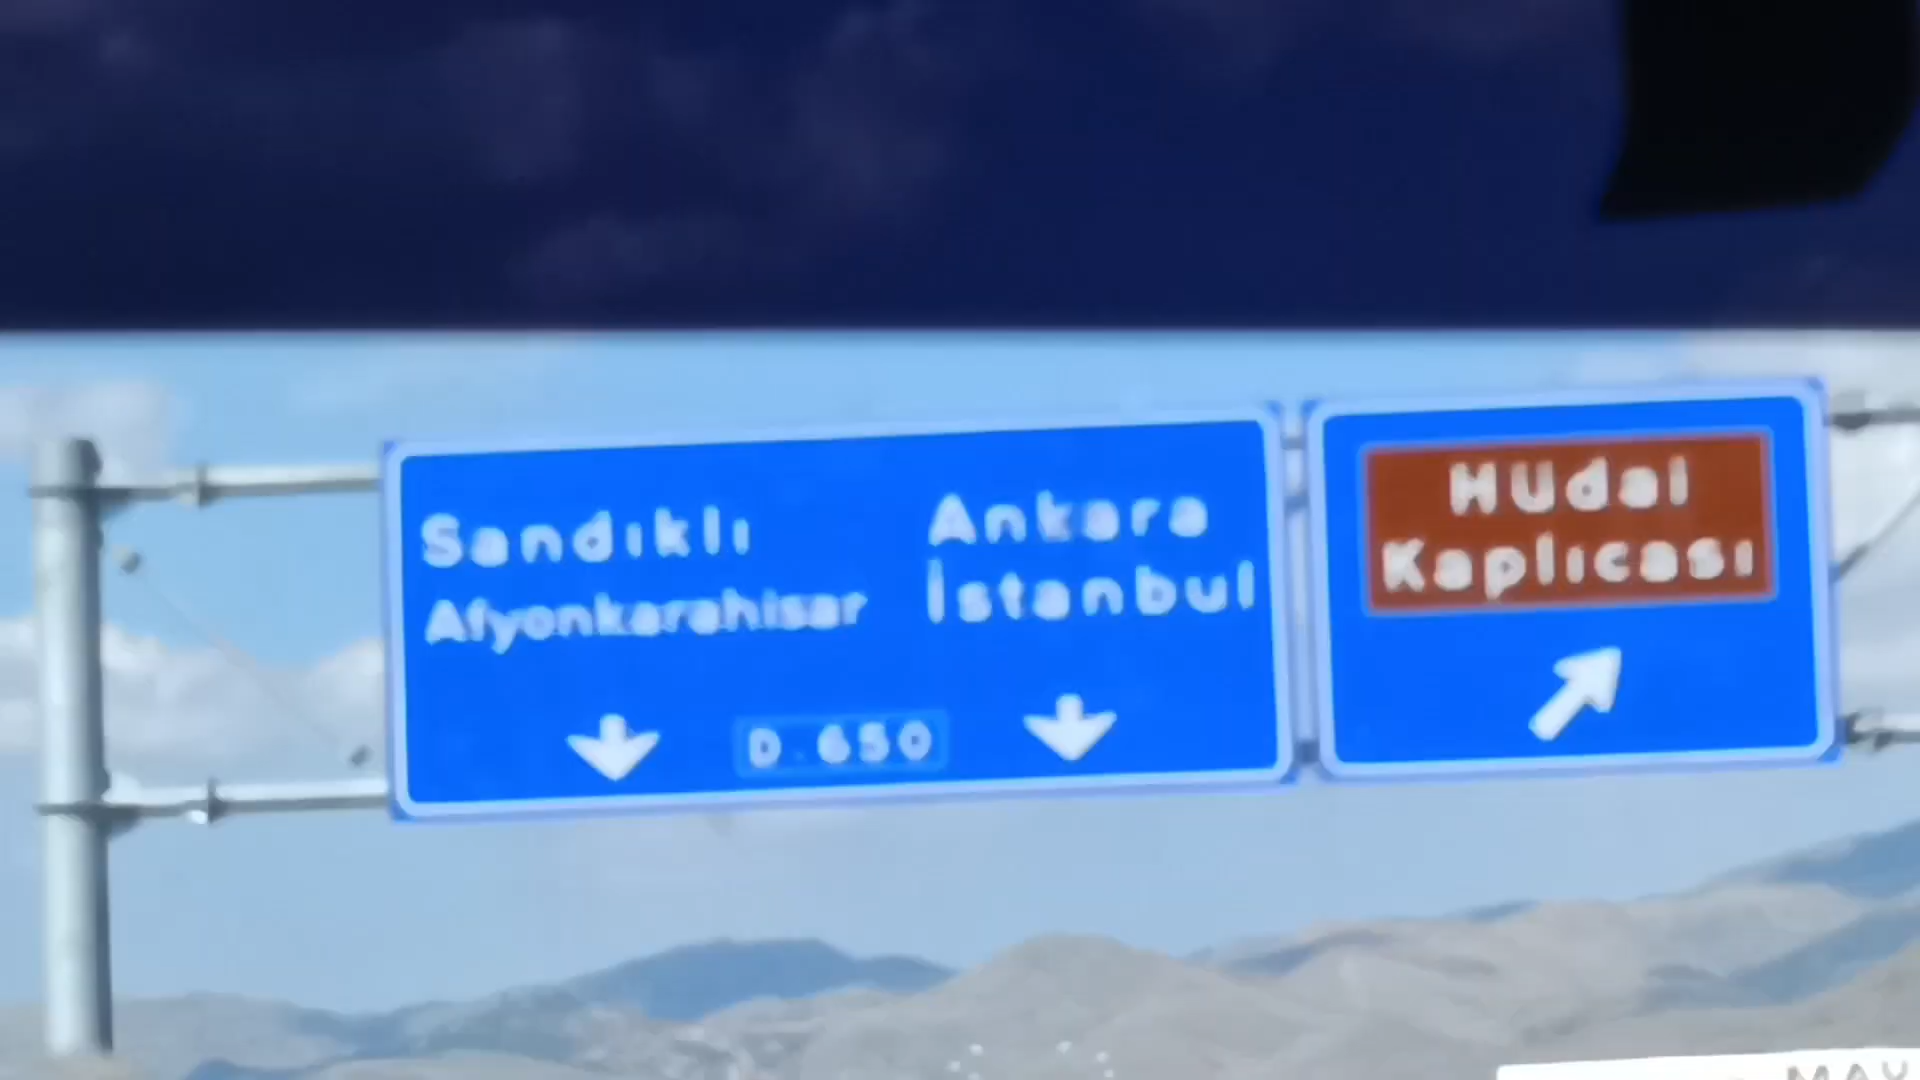 Sandıklı
Afyonkarahisar
Ankara
İstanbul
D.650
Hüdai
Kaplıcası